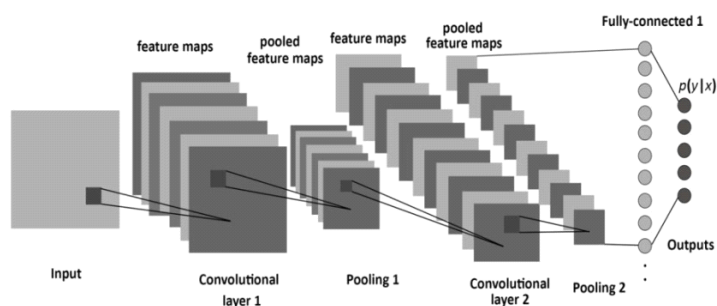 Fully-connected 1
feature maps
pooled
feature maps
feature maps
pooled
feature maps
p(y|x)
Input
Convolutional
layer 1
Pooling 1
Convolutional
layer 2
Pooling 2
Outputs